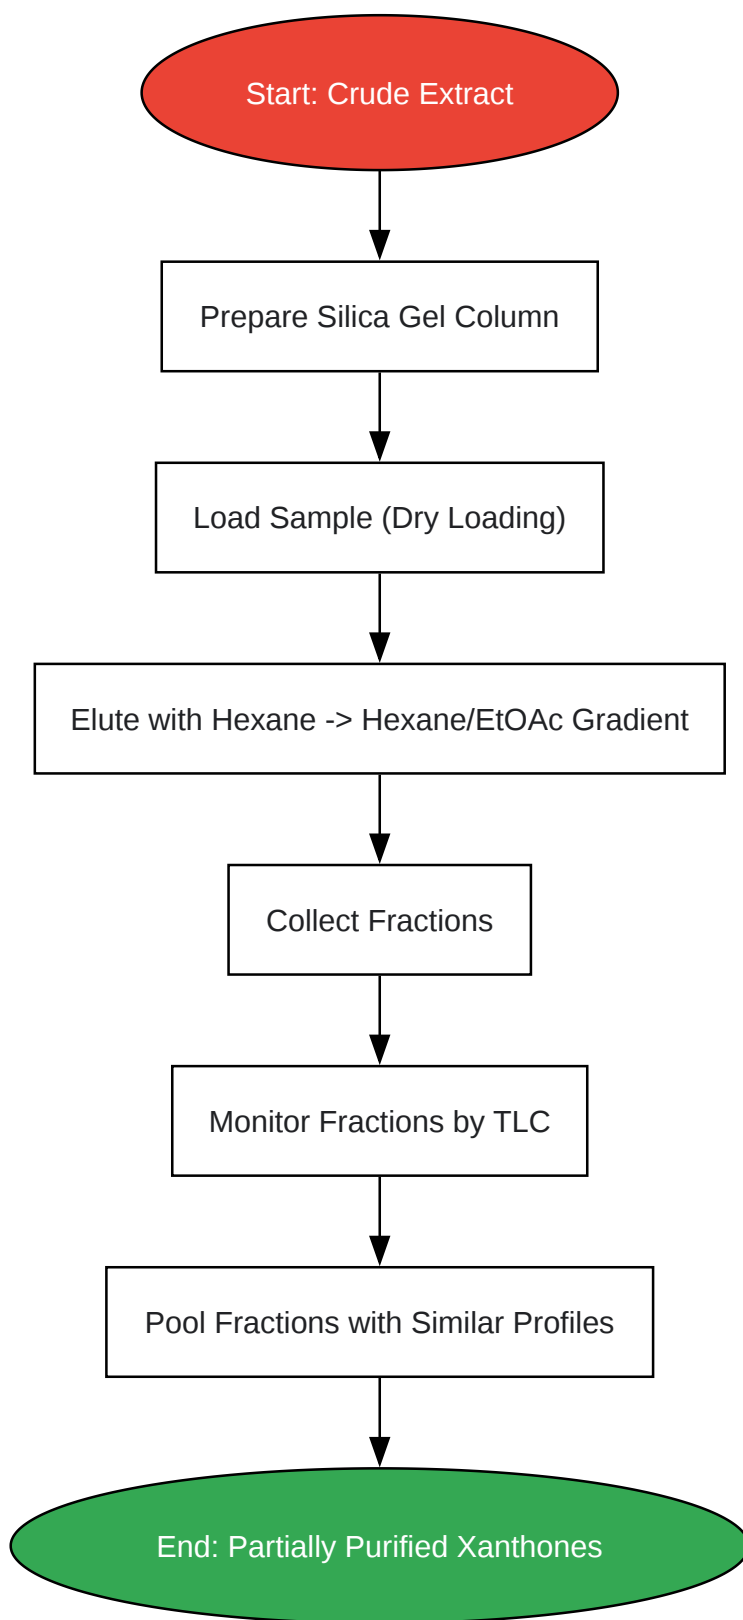 Start: Crude Extract
Prepare Silica Gel Column
Load Sample (Dry Loading)
Elute with Hexane -> Hexane/EtOAc Gradient
Collect Fractions
Monitor Fractions by TLC
Pool Fractions with Similar Profiles
End: Partially Purified Xanthones